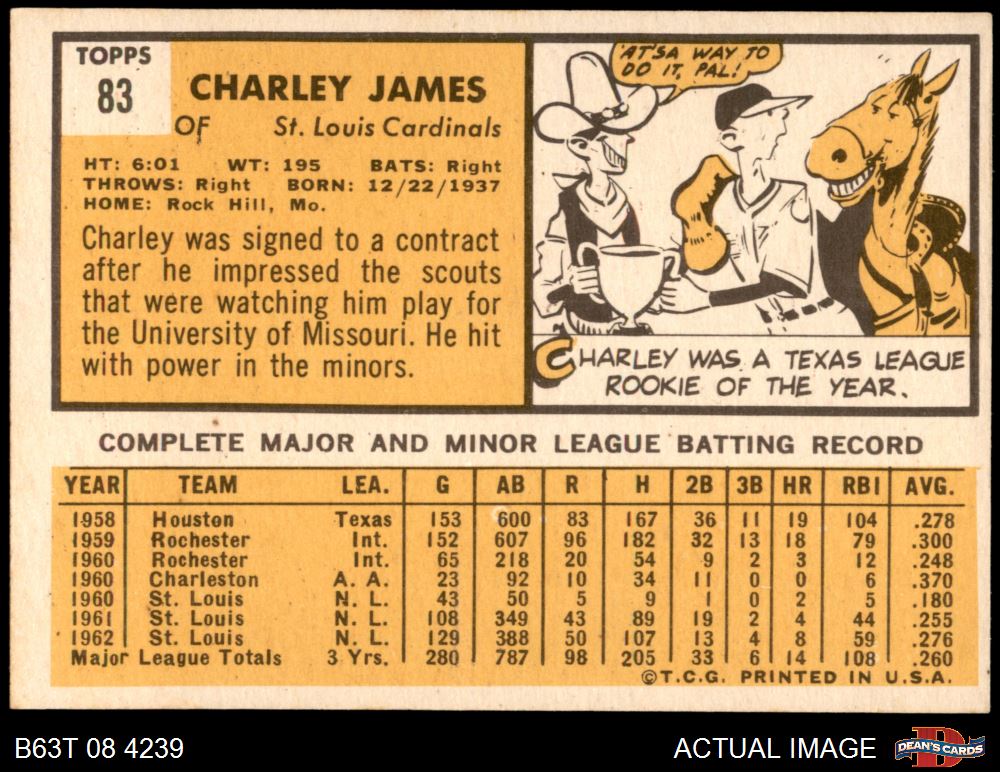 TOPPS
83
CHARLEY JAMES
OF St. Louis Cardinals
HT: 6:01 WT: 195 BATS: Right
THROWS: Right BORN: 12/22/1937
HOME: Rock Hill, Mo.
Charley was signed to a contract
after he impressed the scouts
that were watching him play for
the University of Missouri. He hit
with power in the minors.
'AT'SA WAY TO
DO IT, PAL!
CHARLEY WAS A TEXAS LEAGUE
ROOKIE OF THE YEAR.
COMPLETE MAJOR AND MINOR LEAGUE BATTING RECORD
YEAR TEAM LEA. G AB R H 2B 3B HR RBI AVG.
1958 Houston Texas 153 600 83 167 36 11 19 104 .278
1959 Rochester Int. 152 607 96 182 32 13 18 79 .300
1960 Rochester Int. 65 218 20 54 9 2 3 12 .248
1960 Charleston A. A. 23 92 10 34 11 0 0 6 .370
1960 St. Louis N. L. 43 50 5 9 1 0 2 5 .180
1961 St. Louis N. L. 108 349 43 89 19 2 4 44 .255
1962 St. Louis N. L. 129 388 50 107 13 4 8 59 .276
Major League Totals 3 Yrs. 280 787 98 205 33 6 14 108 .260
©T.C.G. PRINTED IN U.S.A.
B63T 08 4239 ACTUAL IMAGE DEAN'S CARDS